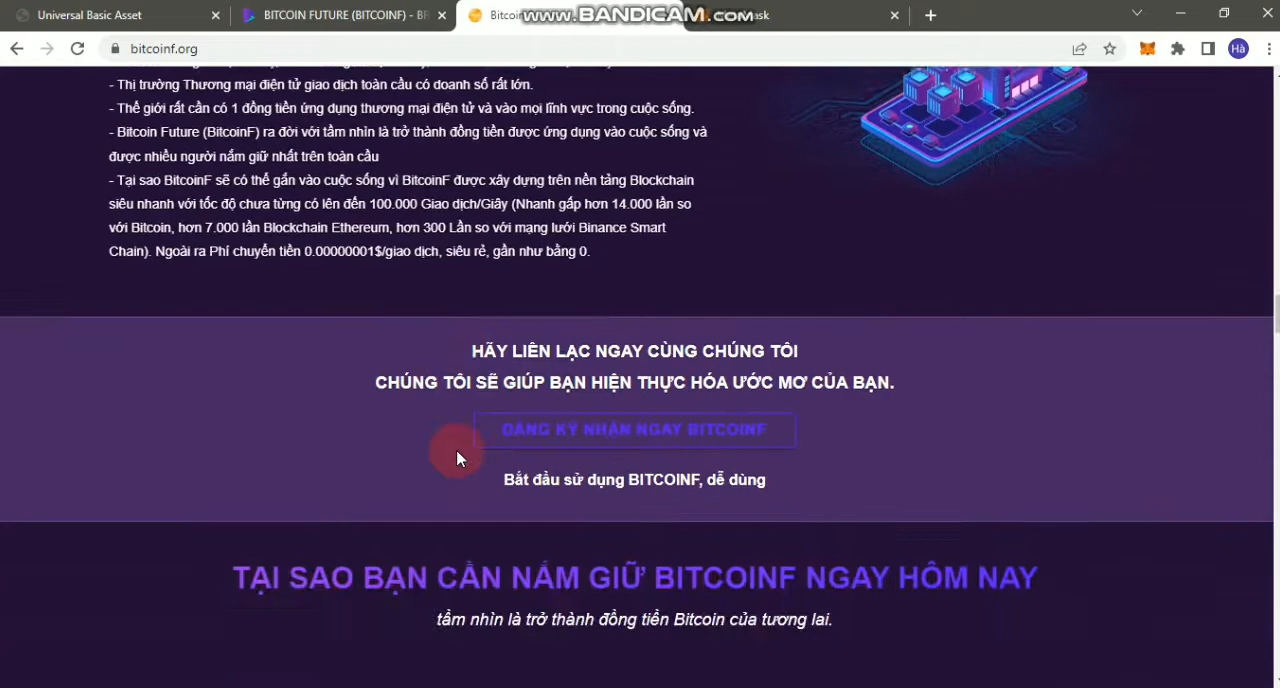 Universal Basic Asset
BITCOIN FUTURE (BITCOINF) - BR
Bitcoin
www.BANDICAM.com
ask
bitcoinf.org
Hà
- Thị trường Thương mại điện tử giao dịch toàn cầu có doanh số rất lớn.
- Thế giới rất cần có 1 đồng tiền ứng dụng thương mại điện tử và vào mọi lĩnh vực trong cuộc sống.
- Bitcoin Future (BitcoinF) ra đời với tầm nhìn là trở thành đồng tiền được ứng dụng vào cuộc sống và
được nhiều người nắm giữ nhất trên toàn cầu
- Tại sao BitcoinF sẽ có thể gắn vào cuộc sống vì BitcoinF được xây dựng trên nền tảng Blockchain
siêu nhanh với tốc độ chưa từng có lên đến 100.000 Giao dịch/Giây (Nhanh gấp hơn 14.000 lần so
với Bitcoin, hơn 7.000 lần Blockchain Ethereum, hơn 300 Lần so với mạng lưới Binance Smart
Chain). Ngoài ra Phí chuyển tiền 0.00000001$/giao dịch, siêu rẻ, gần như bằng 0.
HÃY LIÊN LẠC NGAY CÙNG CHÚNG TÔI
CHÚNG TÔI SẼ GIÚP BẠN HIỆN THỰC HÓA ƯỚC MƠ CỦA BẠN.
ĐĂNG KÝ NHẬN NGAY BITCOINF
Bắt đầu sử dụng BITCOINF, dễ dùng
TẠI SAO BẠN CẦN NẮM GIỮ BITCOINF NGAY HÔM NAY
tầm nhìn là trở thành đồng tiền Bitcoin của tương lai.